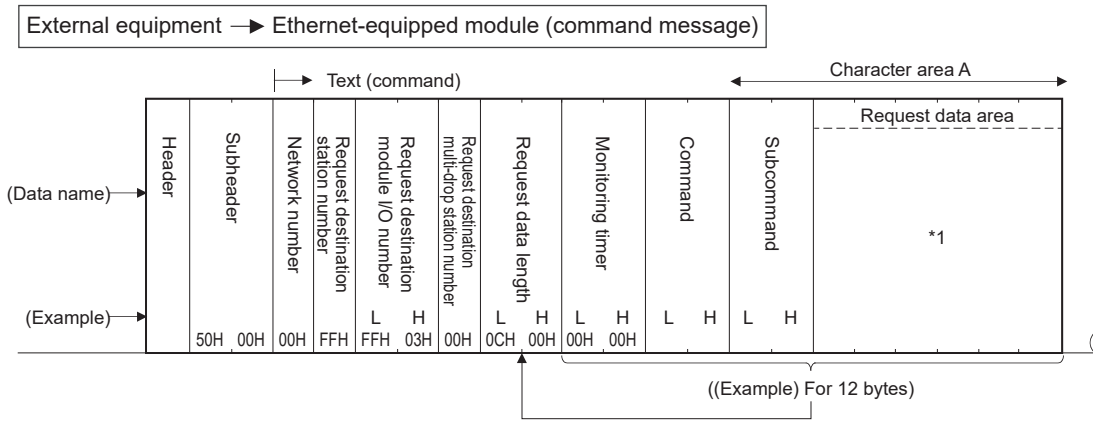 External equipment → Ethernet-equipped module (command message)
Text (command)
Character area A
Request data area
(Data name)
Header
Subheader
Network number
Request destination
station number
Request destination
module I/O number
Request destination
multi-drop station number
Request data length
Monitoring timer
Command
Subcommand
*1
(Example)
L H L H L H L H L H
50H 00H 00H FFH FFH 03H 00H 0CH 00H 00H 00H
((Example) For 12 bytes)